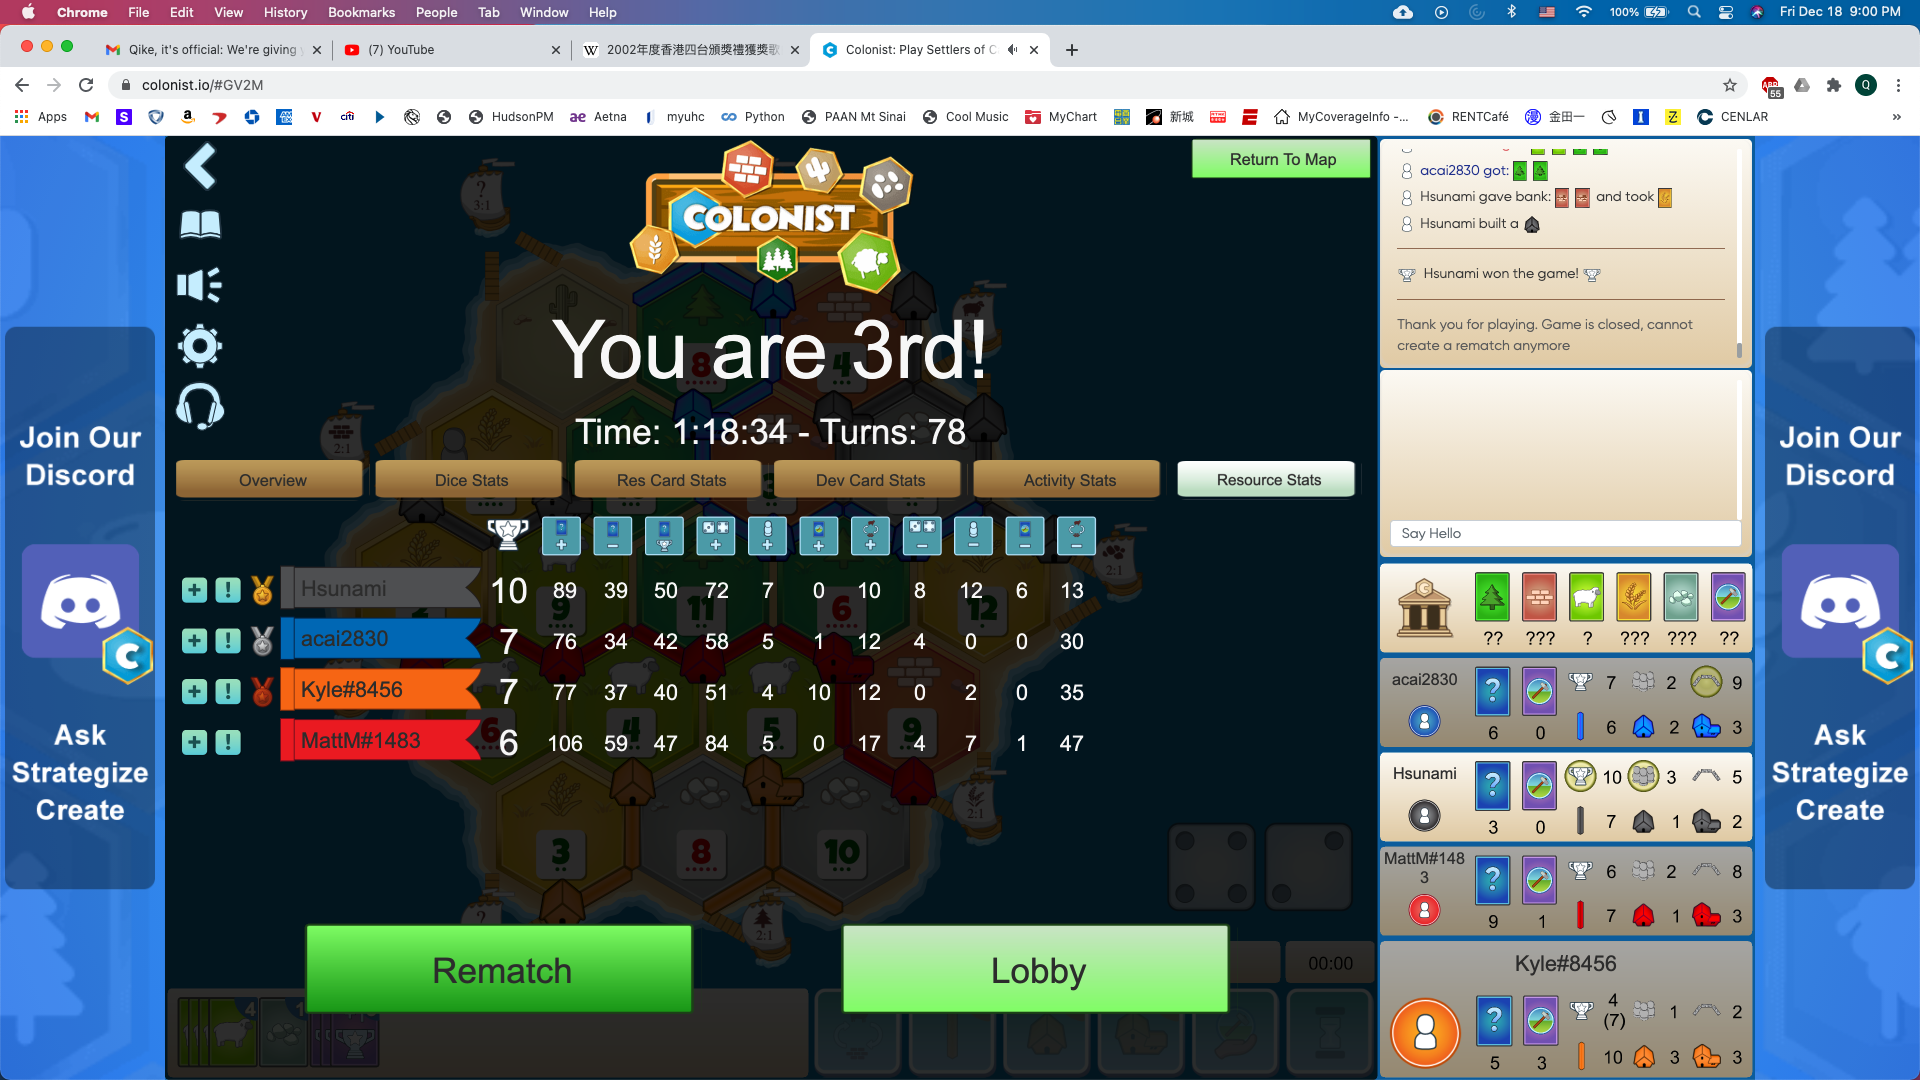 Chrome File Edit View History Bookmarks People Tab Window Help
100% Fri Dec 18 9:00 PM
Qike, it's official: We're giving
(7) YouTube
2002年度香港四台頒獎禮獲獎歌
Colonist: Play Settlers of C
colonist.io/#GV2M
Apps HudsonPM Aetna myuhc Python PAAN Mt Sinai Cool Music MyChart 新城 MyCoverageInfo -... RENTCafé 金田一 CENLAR »
Join Our
Discord
Ask
Strategize
Create
COLONIST
Return To Map
You are 3rd!
Time: 1:18:34 - Turns: 78
Overview Dice Stats Res Card Stats Dev Card Stats Activity Stats Resource Stats
Hsunami 10 89 39 50 72 7 0 10 8 12 6 13
acai2830 7 76 34 42 58 5 1 12 4 0 0 30
Kyle#8456 7 77 37 40 51 4 10 12 0 2 0 35
MattM#1483 6 106 59 47 84 5 0 17 4 7 1 47
3 8 10
2:1
Rematch
Lobby
00:00
acai2830 got:
Hsunami gave bank: and took
Hsunami built a
Hsunami won the game!
Thank you for playing. Game is closed, cannot
create a rematch anymore
Say Hello
?? ??? ? ??? ??? ??
acai2830 7 2 9
6 0 6 2 3
Hsunami 10 3 5
3 0 7 1 2
MattM#148
3
6 2 8
9 1 7 1 3
Kyle#8456
4
(7)
1 2
5 3 10 3 3
Join Our
Discord
Ask
Strategize
Create